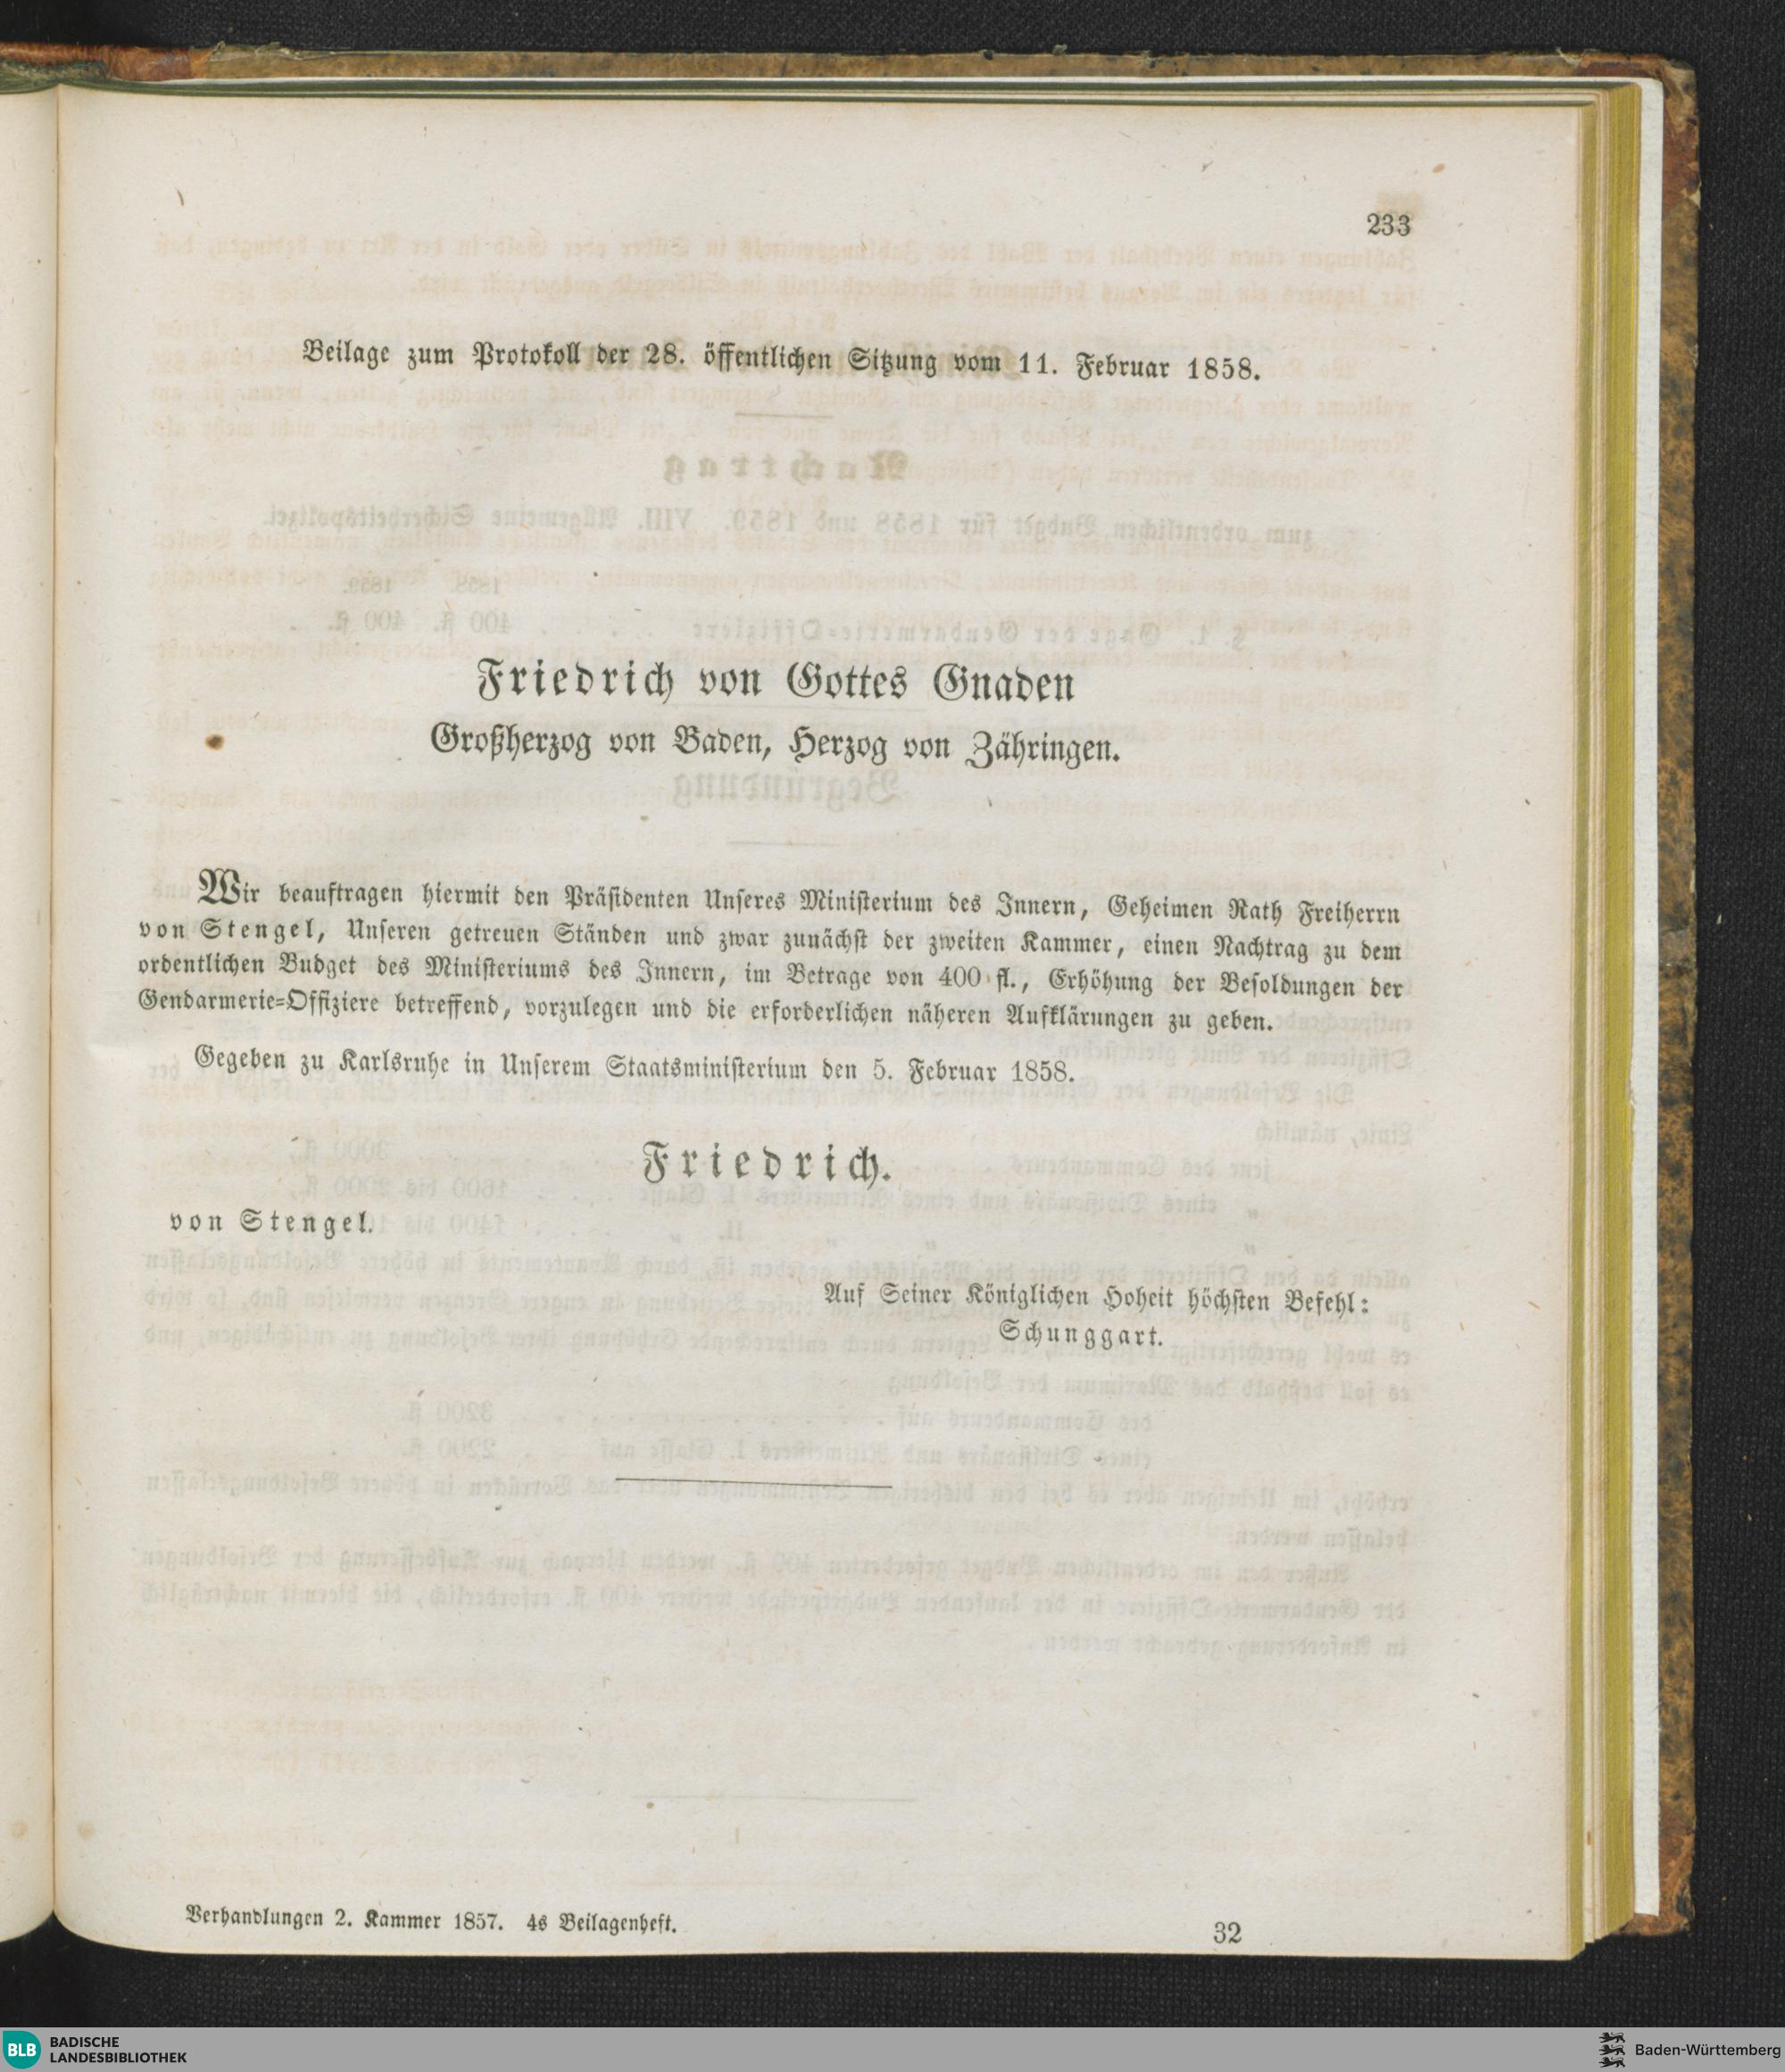 233
Beilage zum Protokoll der 28. öffentlichen Sitzung vom 11. Februar 1858.
Friedrich von Gottes Gnaden
Großherzog von Baden, Herzog von Zähringen.
Wir beauftragen hiermit den Präsidenten Unseres Ministerium des Innern, Geheimen Rath Freiherrn
von Stengel, Unseren getreuen Ständen und zwar zunächst der zweiten Kammer, einen Nachtrag zu dem
ordentlichen Budget des Ministeriums des Innern, im Betrage von 400 fl., Erhöhung der Besoldungen der
Gendarmerie=Offiziere betreffend, vorzulegen und die erforderlichen näheren Aufklärungen zu geben.
Gegeben zu Karlsruhe in Unserem Staatsministerium den 5. Februar 1858.
Friedrich.
von Stengel.
Auf Seiner Königlichen Hoheit höchsten Befehl:
Schunggart.
Verhandlungen 2. Kammer 1857. 4s Beilagenheft.
32
BLB BADISCHE
LANDESBIBLIOTHEK
Baden-Württemberg